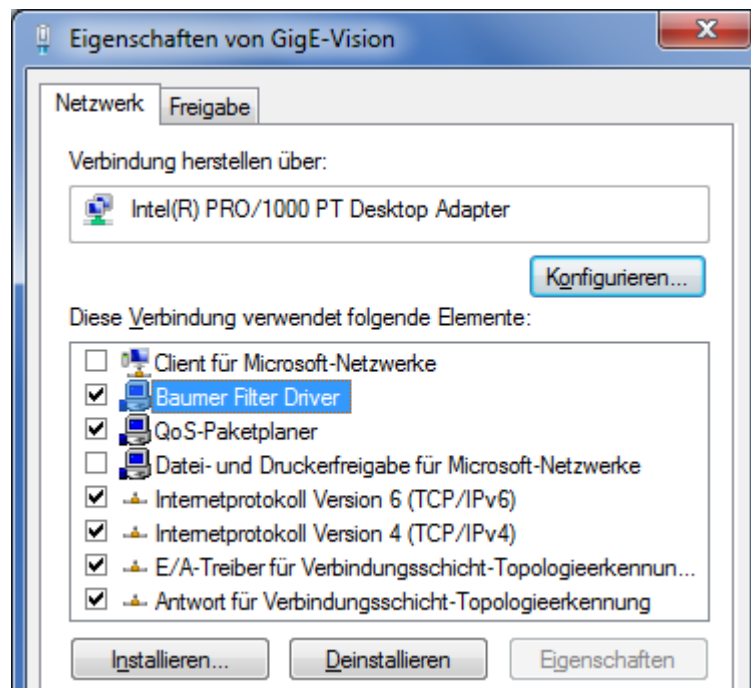 Eigenschaften von GigE-Vision
Netzwerk Freigabe
Verbindung herstellen über:
Intel(R) PRO/1000 PT Desktop Adapter
Konfigurieren...
Diese Verbindung verwendet folgende Elemente:
Client für Microsoft-Netzwerke
Baumer Filter Driver
QoS-Paketplaner
Datei- und Druckerfreigabe für Microsoft-Netzwerke
Internetprotokoll Version 6 (TCP/IPv6)
Internetprotokoll Version 4 (TCP/IPv4)
E/A-Treiber für Verbindungsschicht-Topologieerkennun...
Antwort für Verbindungsschicht-Topologieerkennung
Installieren... Deinstallieren Eigenschaften